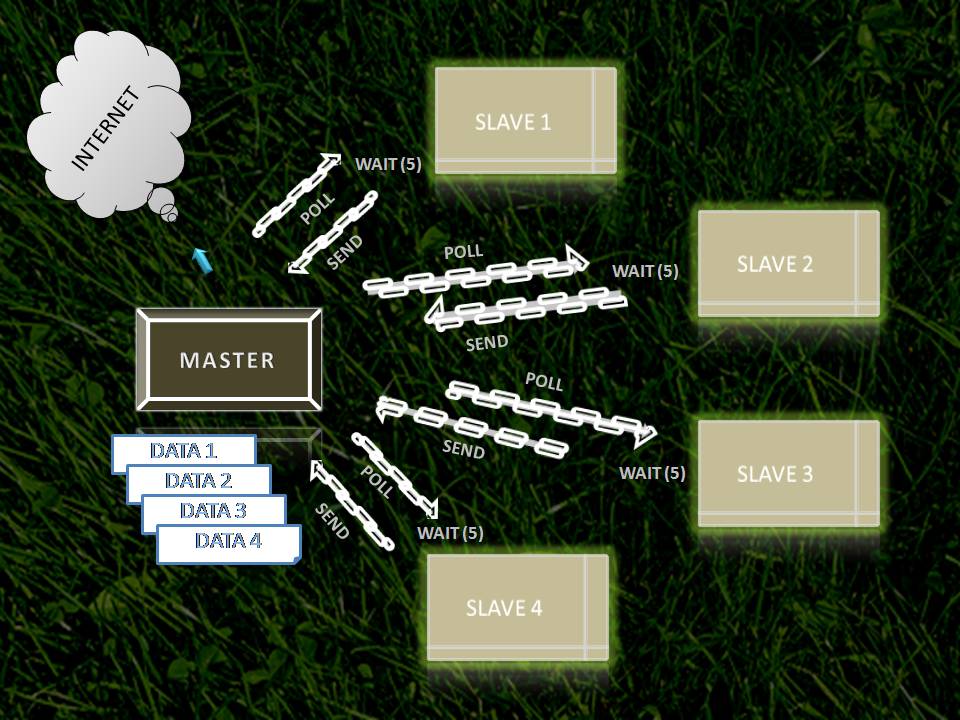 INTERNET
SLAVE 1
WAIT(5)
POLL
SEND
POLL
WAIT(5)
SLAVE 2
SEND
MASTER
POLL
SEND
WAIT(5)
SLAVE 3
DATA 1
DATA 2
DATA 3
DATA 4
POLL
SEND
WAIT(5)
SLAVE 4